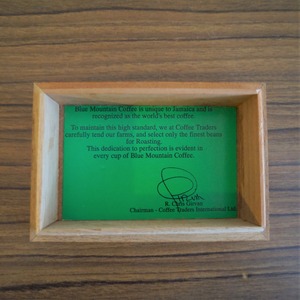 Blue Mountain Coffee is unique to Jamaica and is
recognized as the world's best coffee.
To maintain this high standard, we at Coffee Traders
carefully tend our farms, and select only the finest beans
for Roasting.
This dedication to perfection is evident in
every cup of Blue Mountain Coffee.
R. Chris
Chairman - Coffee Traders International Ltd